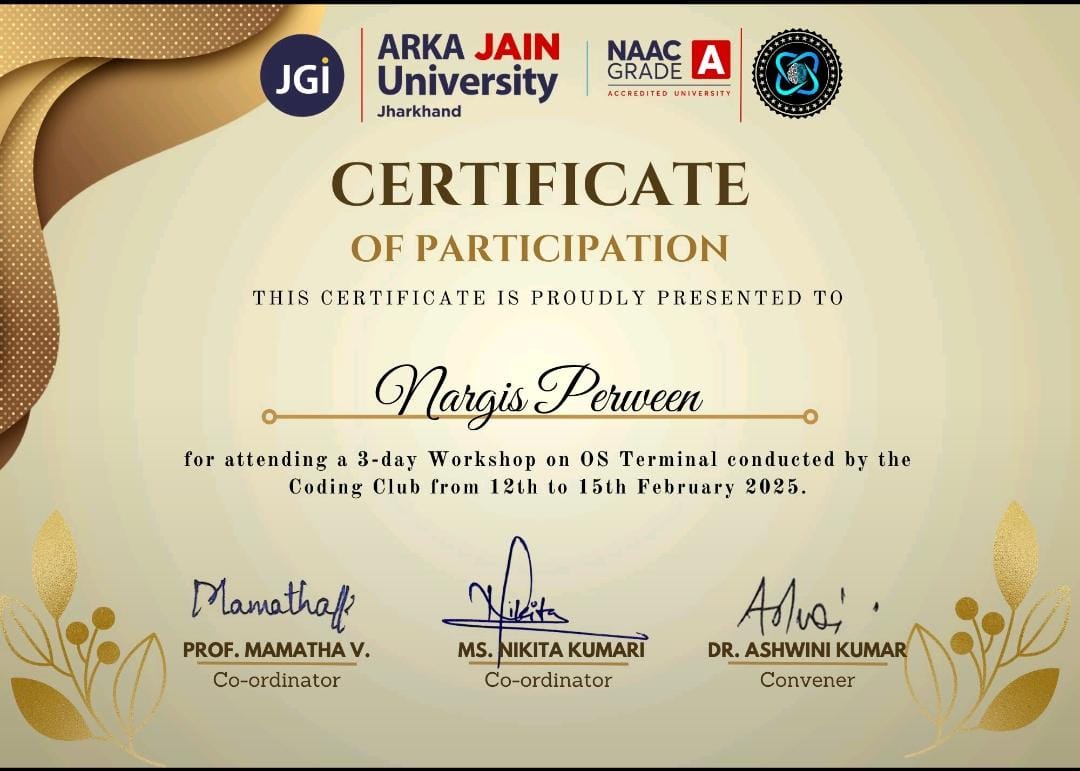 JGi
ARKA JAIN
University
Jharkhand
NAAC
GRADE A
ACCREDITED UNIVERSITY
CERTIFICATE
OF PARTICIPATION
THIS CERTIFICATE IS PROUDLY PRESENTED TO
Nargis Perween
for attending a 3-day Workshop on OS Terminal conducted by the
Coding Club from 12th to 15th February 2025.
Nikita
PROF. MAMATHA V. MS. NIKITA KUMARI DR. ASHWINI KUMAR
Co-ordinator Co-ordinator Convener